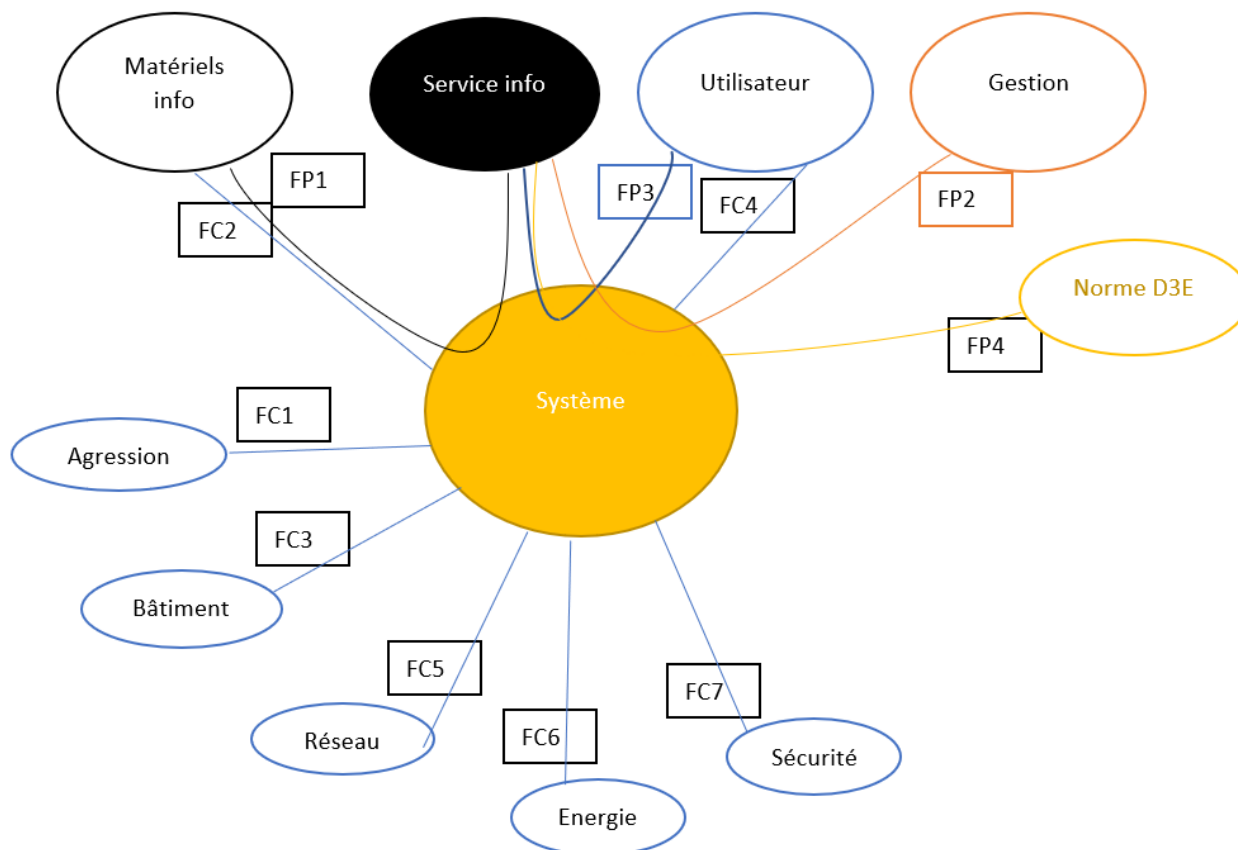 Matériels
info
Service info
Utilisateur
Gestion
FP1
FP3
FC4
FP2
FC2
Norme D3E
FP4
Système
FC1
Agression
FC3
Bâtiment
FC5
FC7
Réseau
FC6
Sécurité
Energie